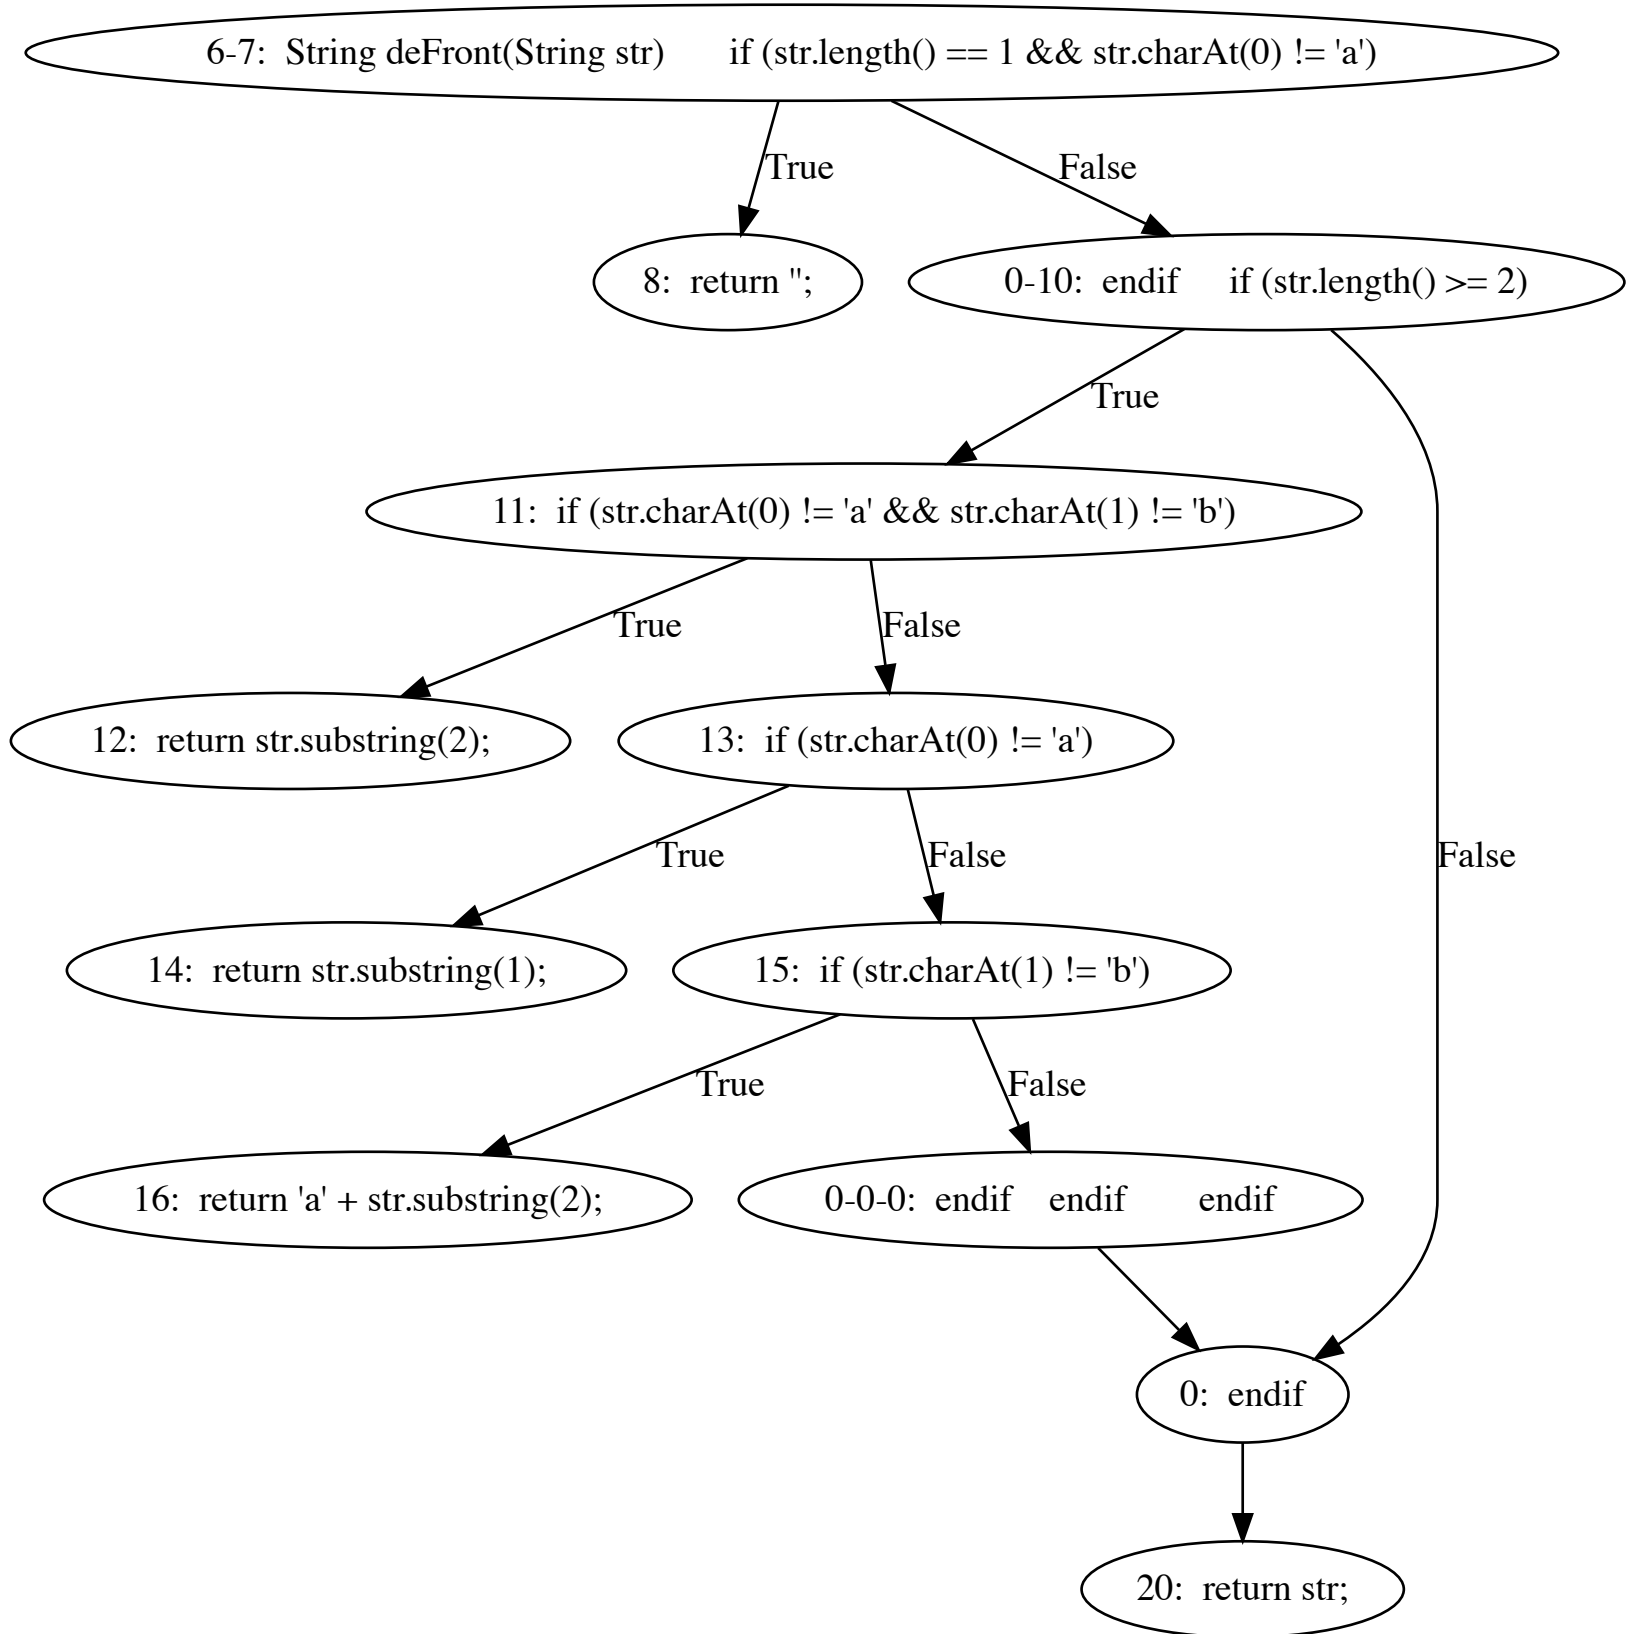 6-7:  String deFront(String str)       if (str.length() == 1 && str.charAt(0) != 'a')
True
False
8:  return '';
0-10:  endif     if (str.length() >= 2)
True
11:  if (str.charAt(0) != 'a' && str.charAt(1) != 'b')
True
False
12:  return str.substring(2);
13:  if (str.charAt(0) != 'a')
True
False
False
14:  return str.substring(1);
15:  if (str.charAt(1) != 'b')
True
False
16:  return 'a' + str.substring(2);
0-0-0:  endif    endif        endif
0:  endif
20:  return str;